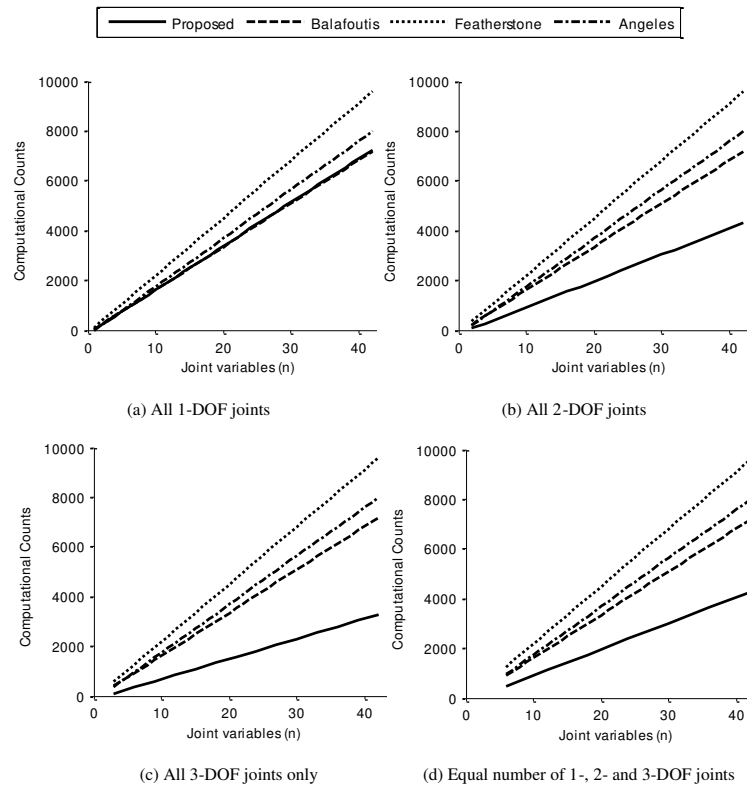 Proposed Balafoutis Featherstone Angeles
10000
8000
6000
4000
2000
0
0 10 20 30 40
Computational Counts
Joint variables (n)
(a) All 1-DOF joints
10000
8000
6000
4000
2000
0
0 10 20 30 40
Computational Counts
Joint variables (n)
(b) All 2-DOF joints
10000
8000
6000
4000
2000
0
0 10 20 30 40
Computational Counts
Joint variables (n)
(c) All 3-DOF joints only
10000
8000
6000
4000
2000
0
0 10 20 30 40
Computational Counts
Joint variables (n)
(d) Equal number of 1-, 2- and 3-DOF joints